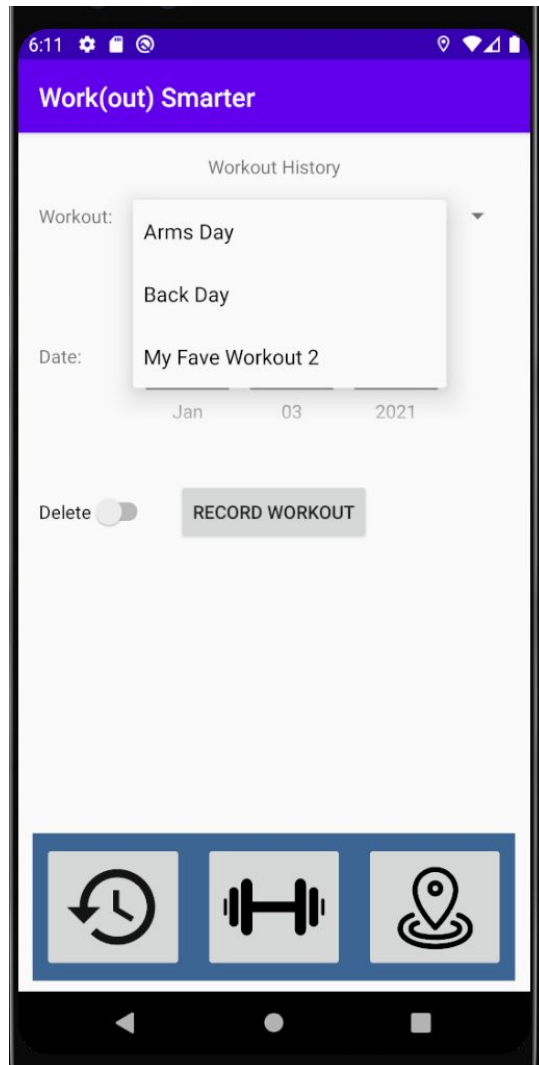 6:11
Work(out) Smarter
Workout History
Workout:
Arms Day
Back Day
Date:
My Fave Workout 2
Jan 03 2021
Delete
RECORD WORKOUT